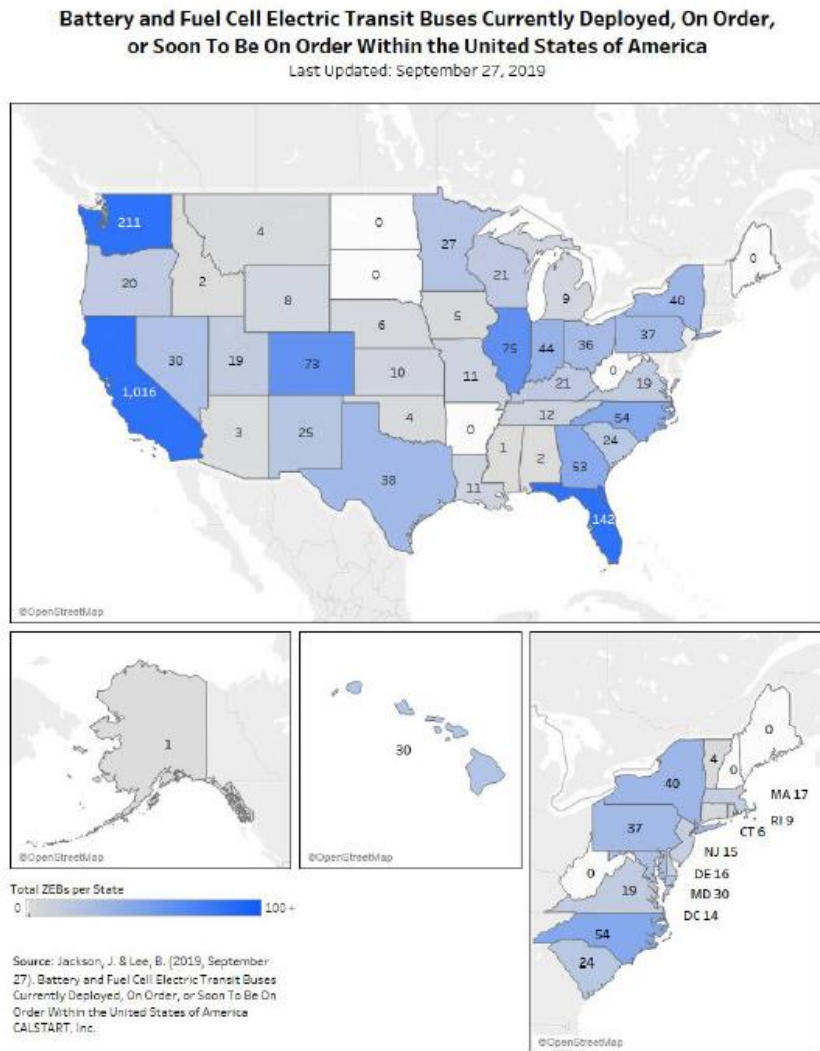 Battery and Fuel Cell Electric Transit Buses Currently Deployed, On Order,
or Soon To Be On Order Within the United States of America
Last Updated: September 27, 2019
211
4
0
27
0
20
2
8
21
9
0
40
6
5
75
44
36
37
30
19
73
10
11
21
0
19
1,016
3
25
4
0
12
54
24
1
2
53
38
11
142
©OpenStreetMap
1
©OpenStreetMap
30
©OpenStreetMap
0
4
0
40
MA 17
37
RI 9
CT 6
NJ 15
0
DE 16
19
MD 30
DC 14
54
24
©OpenStreetMap
Total ZEBs per State
0
100+
Source: Jackson, J. & Lee, B. (2019, September
27). Battery and Fuel Cell Electric Transit Buses
Currently Deployed, On Order, or Soon To Be On
Order Within the United States of America
CALSTART, Inc.